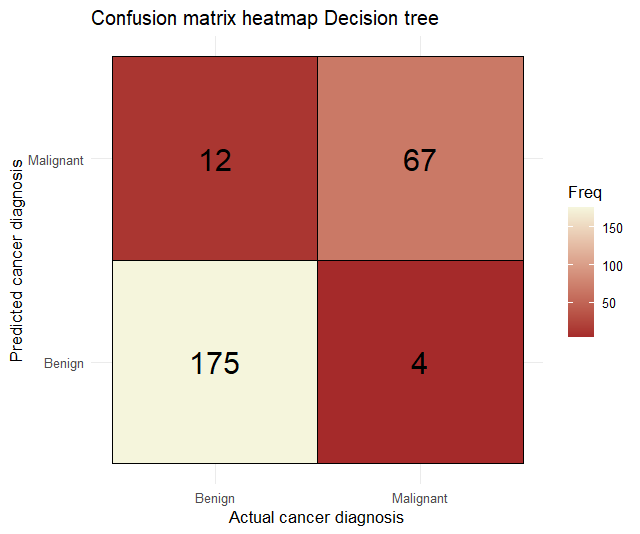 Confusion matrix heatmap Decision tree
Predicted cancer diagnosis
Malignant
12
67
Benign
175
4
Benign
Malignant
Actual cancer diagnosis
Freq
150
100
50